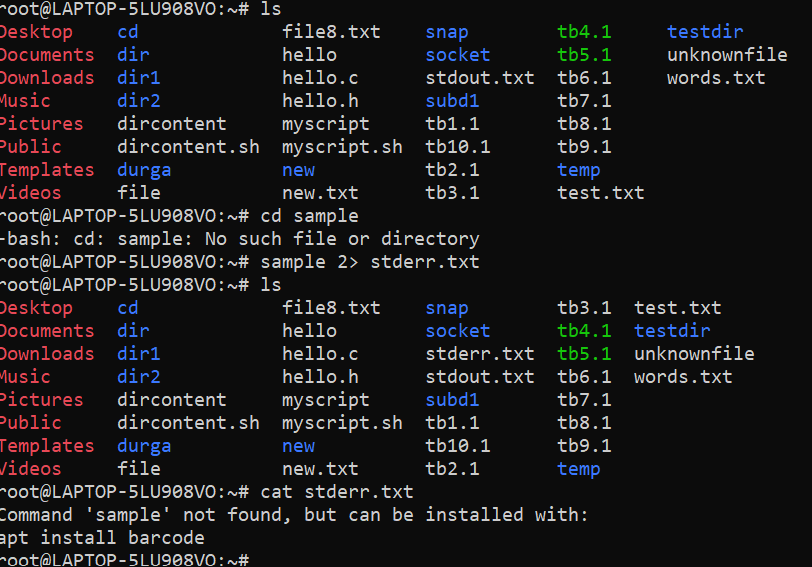 root@LAPTOP-5LU908VO:~# ls
Desktop cd file8.txt snap tb4.1 testdir
Documents dir hello socket tb5.1 unknownfile
Downloads dir1 hello.c stdout.txt tb6.1 words.txt
Music dir2 hello.h subd1 tb7.1
Pictures dircontent myscript tb1.1 tb8.1
Public dircontent.sh myscript.sh tb10.1 tb9.1
Templates durga new tb2.1 temp
Videos file new.txt tb3.1 test.txt
root@LAPTOP-5LU908VO:~# cd sample
-bash: cd: sample: No such file or directory
root@LAPTOP-5LU908VO:~# sample 2> stderr.txt
root@LAPTOP-5LU908VO:~# ls
Desktop cd file8.txt snap tb3.1 test.txt
Documents dir hello socket tb4.1 testdir
Downloads dir1 hello.c stderr.txt tb5.1 unknownfile
Music dir2 hello.h stdout.txt tb6.1 words.txt
Pictures dircontent myscript subd1 tb7.1
Public dircontent.sh myscript.sh tb1.1 tb8.1
Templates durga new tb10.1 tb9.1
Videos file new.txt tb2.1 temp
root@LAPTOP-5LU908VO:~# cat stderr.txt
Command 'sample' not found, but can be installed with:
apt install barcode
root@LAPTOP-5LU908VO:~#